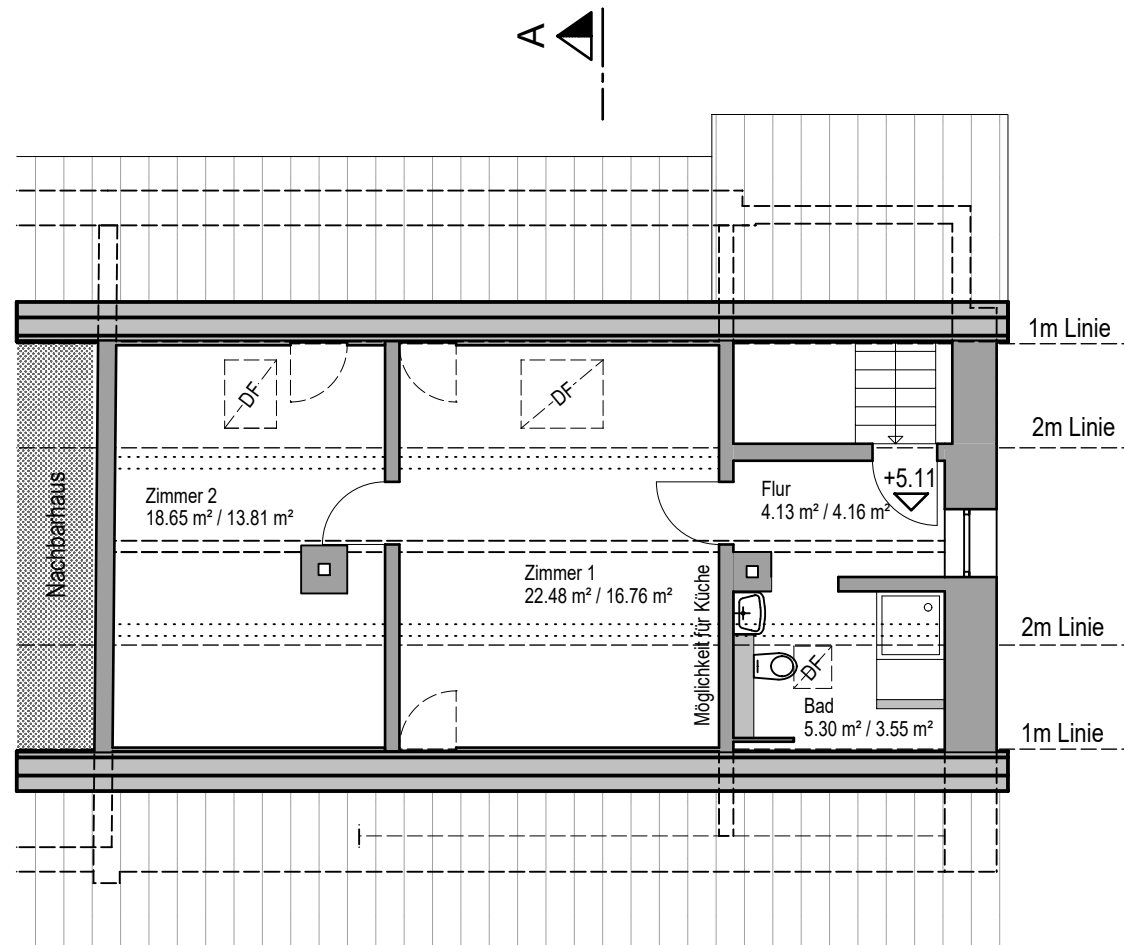 A
1m Linie
2m Linie
DF
DF
Zimmer 2
18.65 m² / 13.81 m²
Flur
4.13 m² / 4.16 m²
+5.11
Nachbarhaus
Zimmer 1
22.48 m² / 16.76 m²
Möglichkeit für Küche
2m Linie
DF
Bad
5.30 m² / 3.55 m²
1m Linie